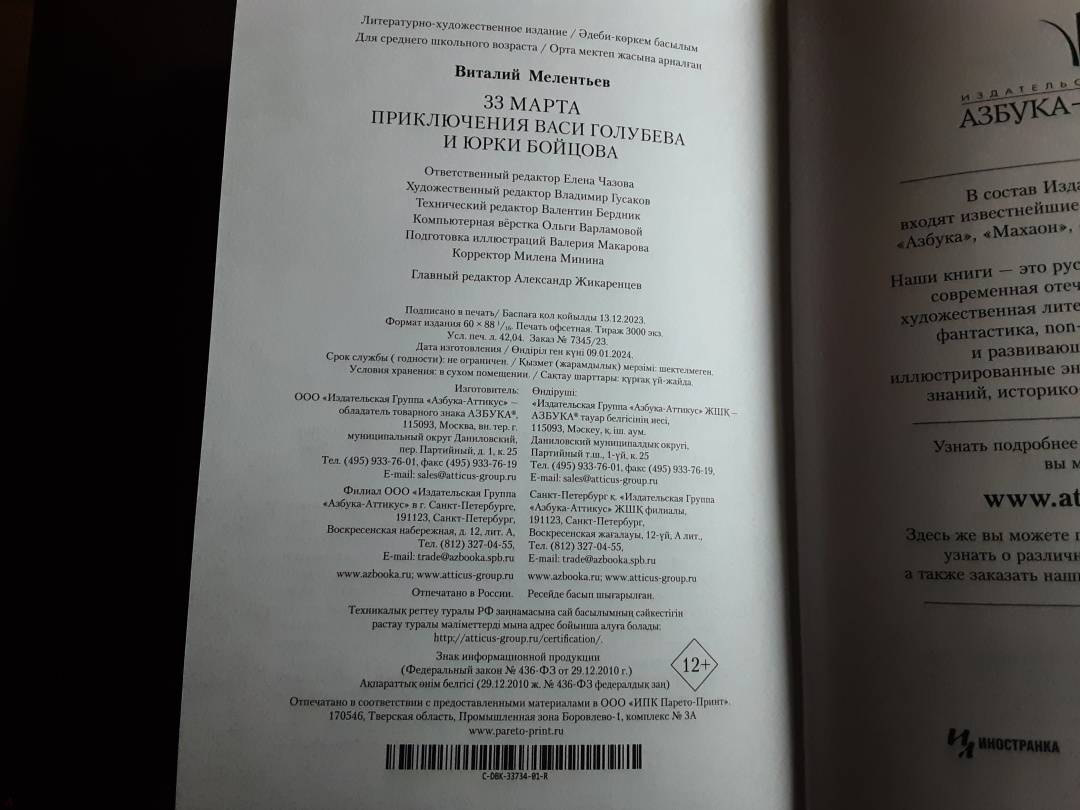 Литературно-художественное издание / Әдеби-көркем басылым
Для среднего школьного возраста / Орта мектеп жасына арналған
Виталий Мелентьев
33 МАРТА
ПРИКЛЮЧЕНИЯ ВАСИ ГОЛУБЕВА
И ЮРКИ БОЙЦОВА
Ответственный редактор Елена Чазова
Художественный редактор Владимир Гусаков
Технический редактор Валентин Бердник
Компьютерная вёрстка Ольги Варламовой
Подготовка иллюстраций Валерия Макарова
Корректор Милена Минина
Главный редактор Александр Жикаренцев
Подписано в печать/ Баспаға қол қойылды 13.12.2023.
Формат издания 60 × 88 1/16. Печать офсетная. Тираж 3000 экз.
Усл. печ. л. 42,04. Заказ № 7345/23.
Дата изготовления / Өндіріл ген күні 09.01.2024.
Срок службы ( годности): не ограничен. / Қызмет (жарамдылық) мерзімі: шектелмеген.
Условия хранения: в сухом помещении. / Сақтау шарттары: құрғақ үй-жайда.
Изготовитель:
ООО «Издательская Группа «Азбука-Аттикус» –
обладатель товарного знака АЗБУКА®,
115093, Москва, вн. тер. г.
муниципальный округ Даниловский,
пер. Партийный, д. 1, к. 25
Тел. (495) 933-76-01, факс (495) 933-76-19
E-mail: sales@atticus-group.ru
Өндіруші:
«Издательская Группа «Азбука-Аттикус» ЖШҚ –
АЗБУКА® тауар белгісінің иесі,
115093, Мәскеу, қ. іш. аум.
Даниловский муниципалдық округі,
Партийный т.ш., 1-үй, к. 25
Тел. (495) 933-76-01, факс (495) 933-76-19,
E-mail: sales@atticus-group.ru
Филиал ООО «Издательская Группа
«Азбука-Аттикус» в г. Санкт-Петербурге,
191123, Санкт-Петербург,
Воскресенская набережная, д. 12, лит. А,
Тел. (812) 327-04-55,
E-mail: trade@azbooka.spb.ru
Санкт-Петербург к. «Издательская Группа
«Азбука-Аттикус» ЖШҚ филиалы,
191123, Санкт-Петербург,
Воскресенская жағалауы, 12-үй, А лит.,
Тел. (812) 327-04-55,
E-mail: trade@azbooka.spb.ru
www.azbooka.ru; www.atticus-group.ru
www.azbooka.ru; www.atticus-group.ru
Отпечатано в России.
Ресейде басып шығарылған.
Техникалық реттеу туралы РФ заңнамасына сай басылымның сәйкестігін
растау туралы мәліметтерді мына адрес бойынша алуға болады:
http://atticus-group.ru/certification/.
Знак информационной продукции
(Федеральный закон № 436-ФЗ от 29.12.2010 г.)
Ақпараттық өнім белгісі (29.12.2010 ж. № 436-ФЗ федералдық заң)
12+
Отпечатано в соответствии с предоставленными материалами в ООО «ИПК Парето-Принт».
170546, Тверская область, Промышленная зона Боровлево-1, комплекс № 3А
www.pareto-print.ru
C-DBK-33734-01-R
ИЗДАТЕЛЬС
АЗБУКА-
В состав Изда
входят известнейшие
«Азбука», «Махаон»,
Наши книги — это рус
современная отеч
художественная лите
фантастика, non-
и развивающ
иллюстрированные эн
знаний, историко-
Узнать подробнее
вы м
www.at
Здесь же вы можете п
узнать о различн
а также заказать наш
ИЛ ИНОСТРАНКА